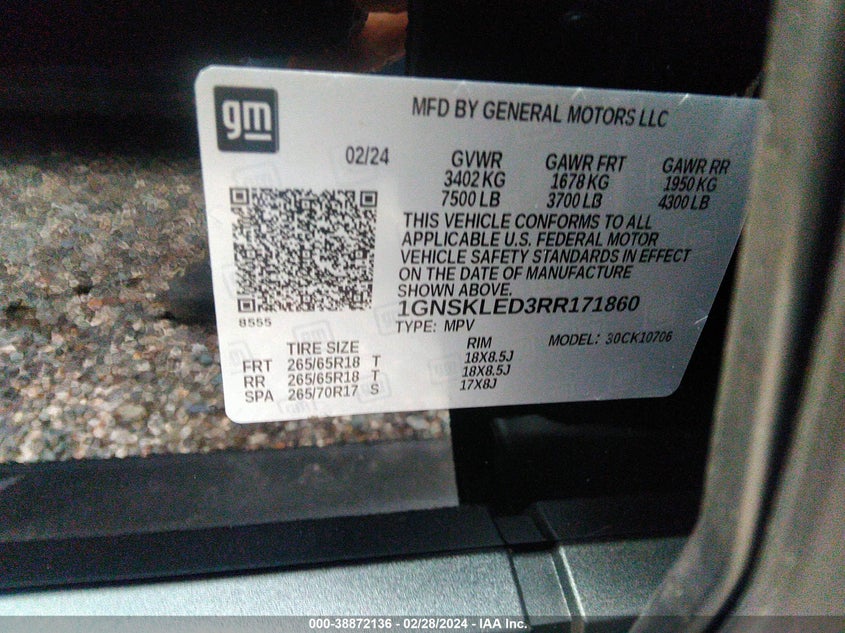 gm
MFD BY GENERAL MOTORS LLC
02/24
GVWR GAWR FRT GAWR RR
3402 KG 1678 KG 1950 KG
7500 LB 3700 LB 4300 LB
THIS VEHICLE CONFORMS TO ALL
APPLICABLE U.S. FEDERAL MOTOR
VEHICLE SAFETY STANDARDS IN EFFECT
ON THE DATE OF MANUFACTURE
SHOWN ABOVE.
1GNSKLED3RR171860
8555
TYPE: MPV MODEL: 30CK10706
TIRE SIZE RIM
FRT 265/65R18 T 18X8.5J
RR 265/65R18 T 18X8.5J
SPA 265/70R17 S 17X8J
000-38872136 - 02/28/2024 - IAA Inc.